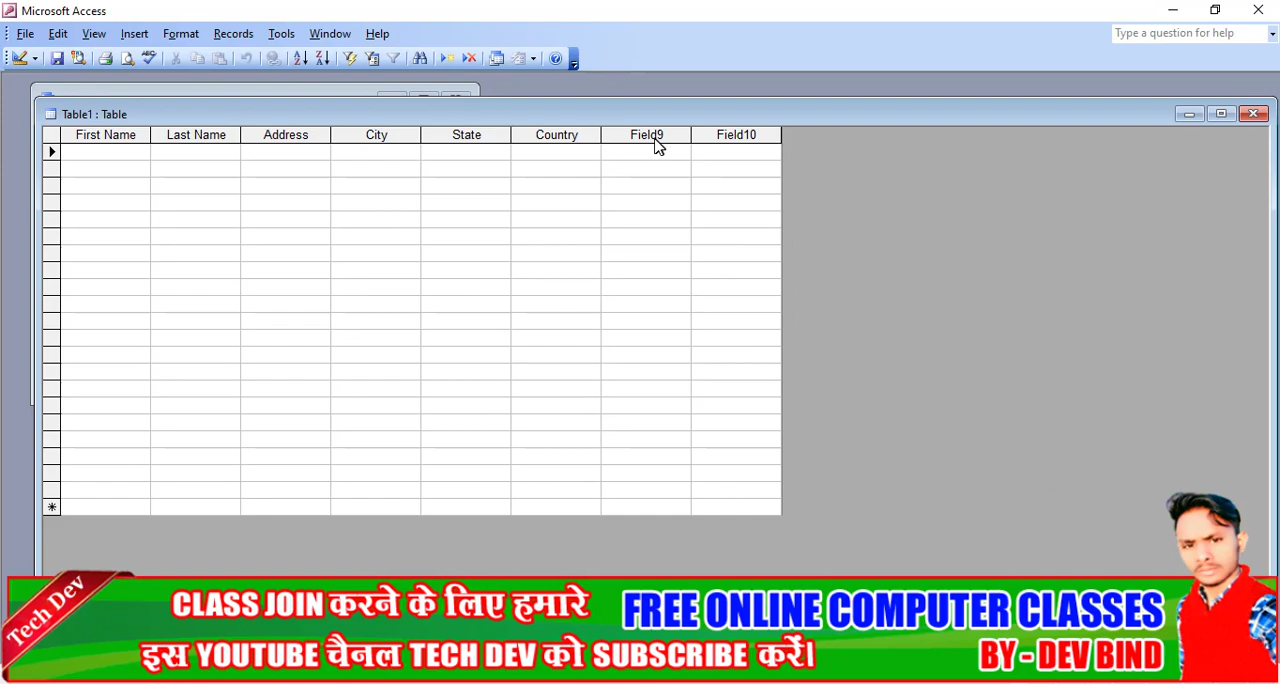 Microsoft Access
File Edit View Insert Format Records Tools Window Help
Type a question for help
Table1 : Table
First Name Last Name Address City State Country Field9 Field10
Tech Dev
CLASS JOIN करने के लिए हमारे
इस YOUTUBE चैनल TECH DEV को SUBSCRIBE करें।
FREE ONLINE COMPUTER CLASSES
BY - DEV BIND